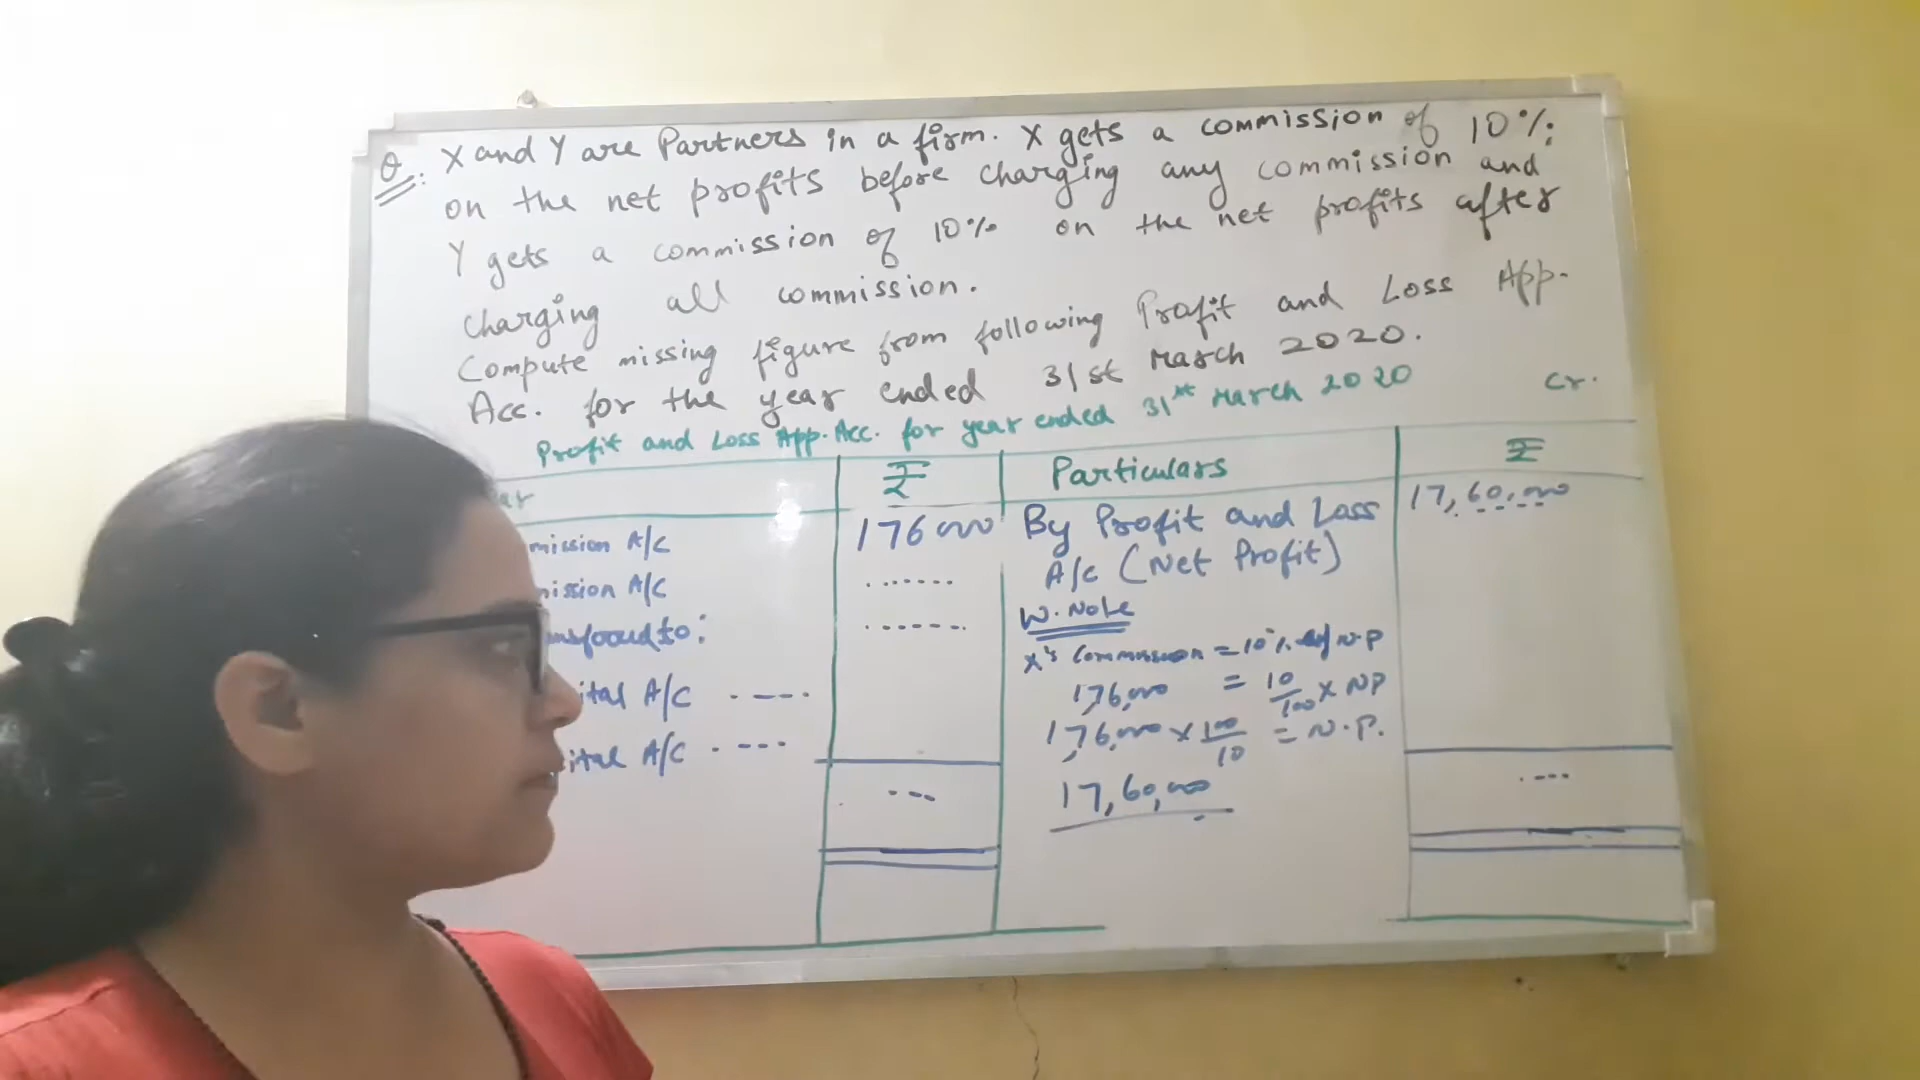 Q. X and Y are Partners in a firm. X gets a commission of 10%
on the net profits before charging any commission and
Y gets a commission of 10% on the net profits after
charging all commission.
Compute missing figure from following Profit and Loss App.
Acc. for the year ended 31st March 2020.
Profit and Loss App. Acc. for year ended 31st March 2020 Cr.
ar ₹ Particulars ₹
mission A/C 176000 By Profit and Loss 17,60,000
A/c (Net Profit)
ission A/C .......
W. Note
nsferred to: .......
X's Commission = 10% of N.P
176,000 = 10/100 x NP
ital A/C ----.
176,000 x 100/10 = N.P.
ital A/C . ----
17,60,000
... ....